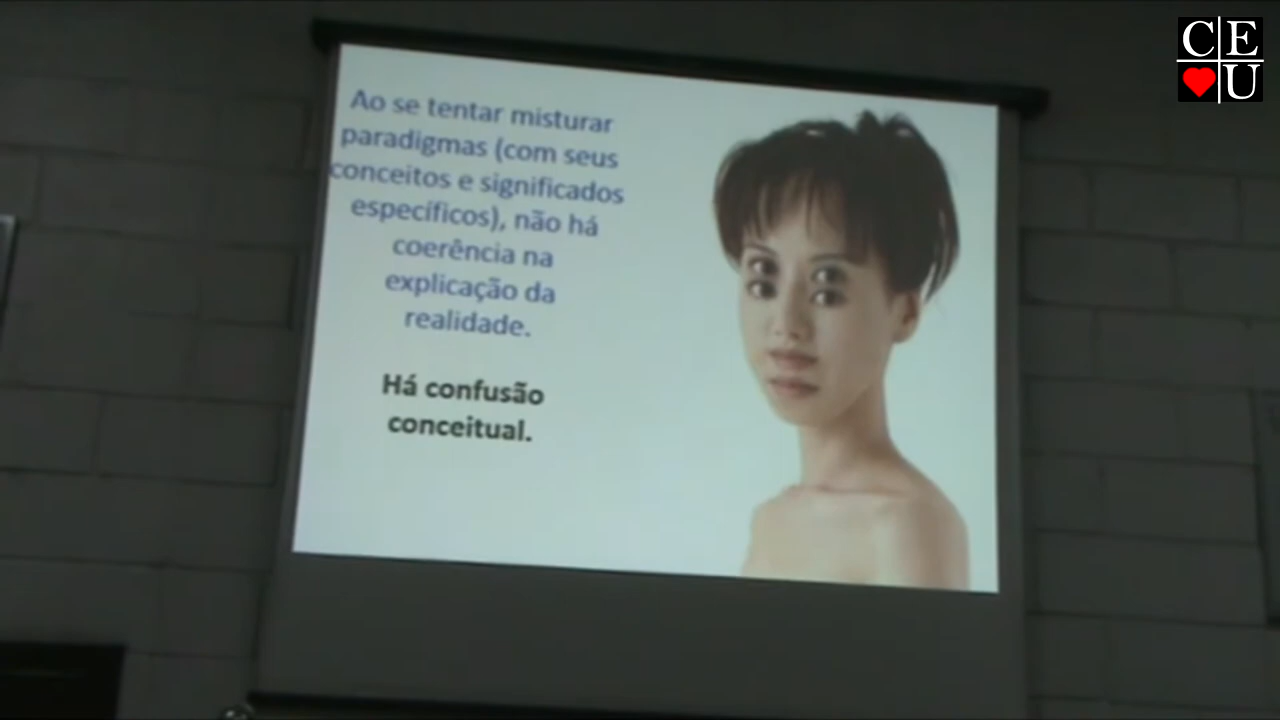 Ao se tentar misturar
paradigmas (com seus
conceitos e significados
específicos), não há
coerência na
explicação da
realidade.
Há confusão
conceitual.
C E
U